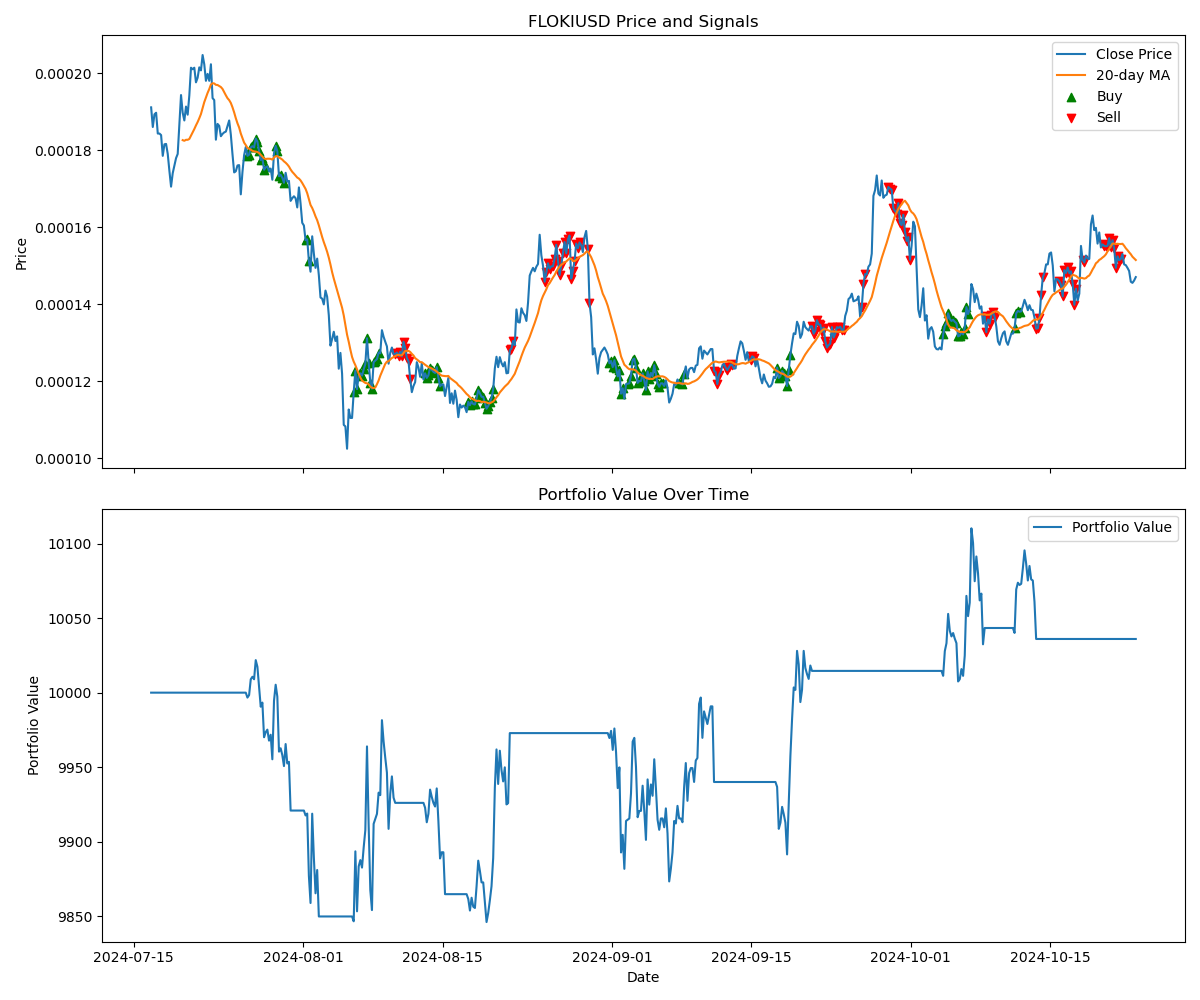 FLOKIUSD Price and Signals
Close Price
20-day MA
Buy
Sell
Price
0.00020
0.00018
0.00016
0.00014
0.00012
0.00010
Portfolio Value Over Time
Portfolio Value
Portfolio Value
10100
10050
10000
9950
9900
9850
2024-07-15
2024-08-01
2024-08-15
2024-09-01
2024-09-15
2024-10-01
2024-10-15
Date